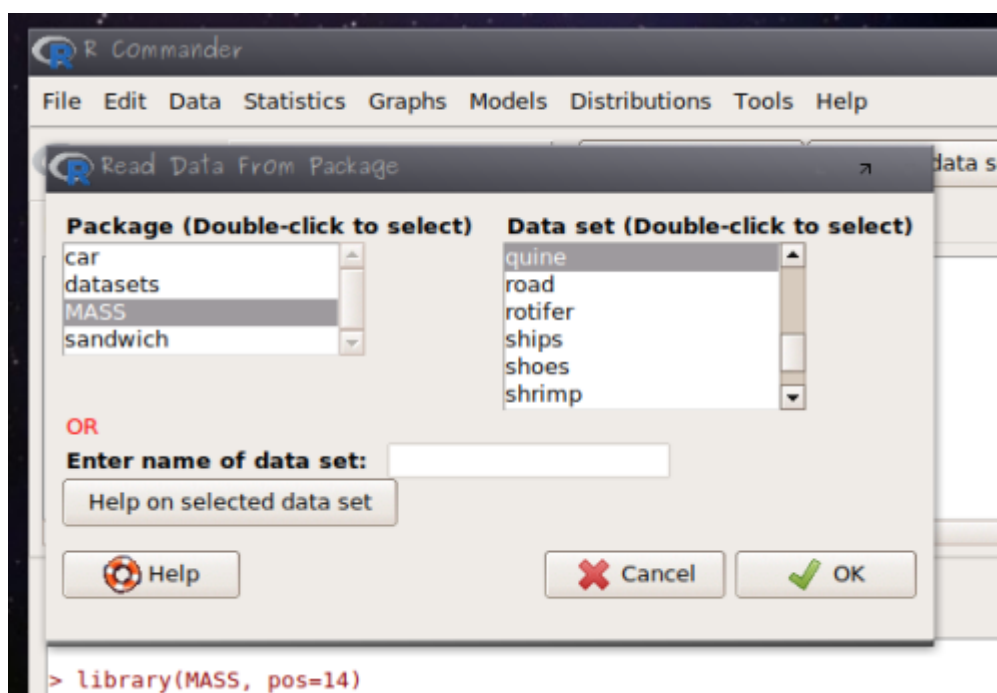 R Commander
File Edit Data Statistics Graphs Models Distributions Tools Help
data s
Read Data From Package
Package (Double-click to select)
car
datasets
MASS
sandwich
Data set (Double-click to select)
quine
road
rotifer
ships
shoes
shrimp
OR
Enter name of data set:
Help on selected data set
Help
Cancel
OK
> library(MASS, pos=14)